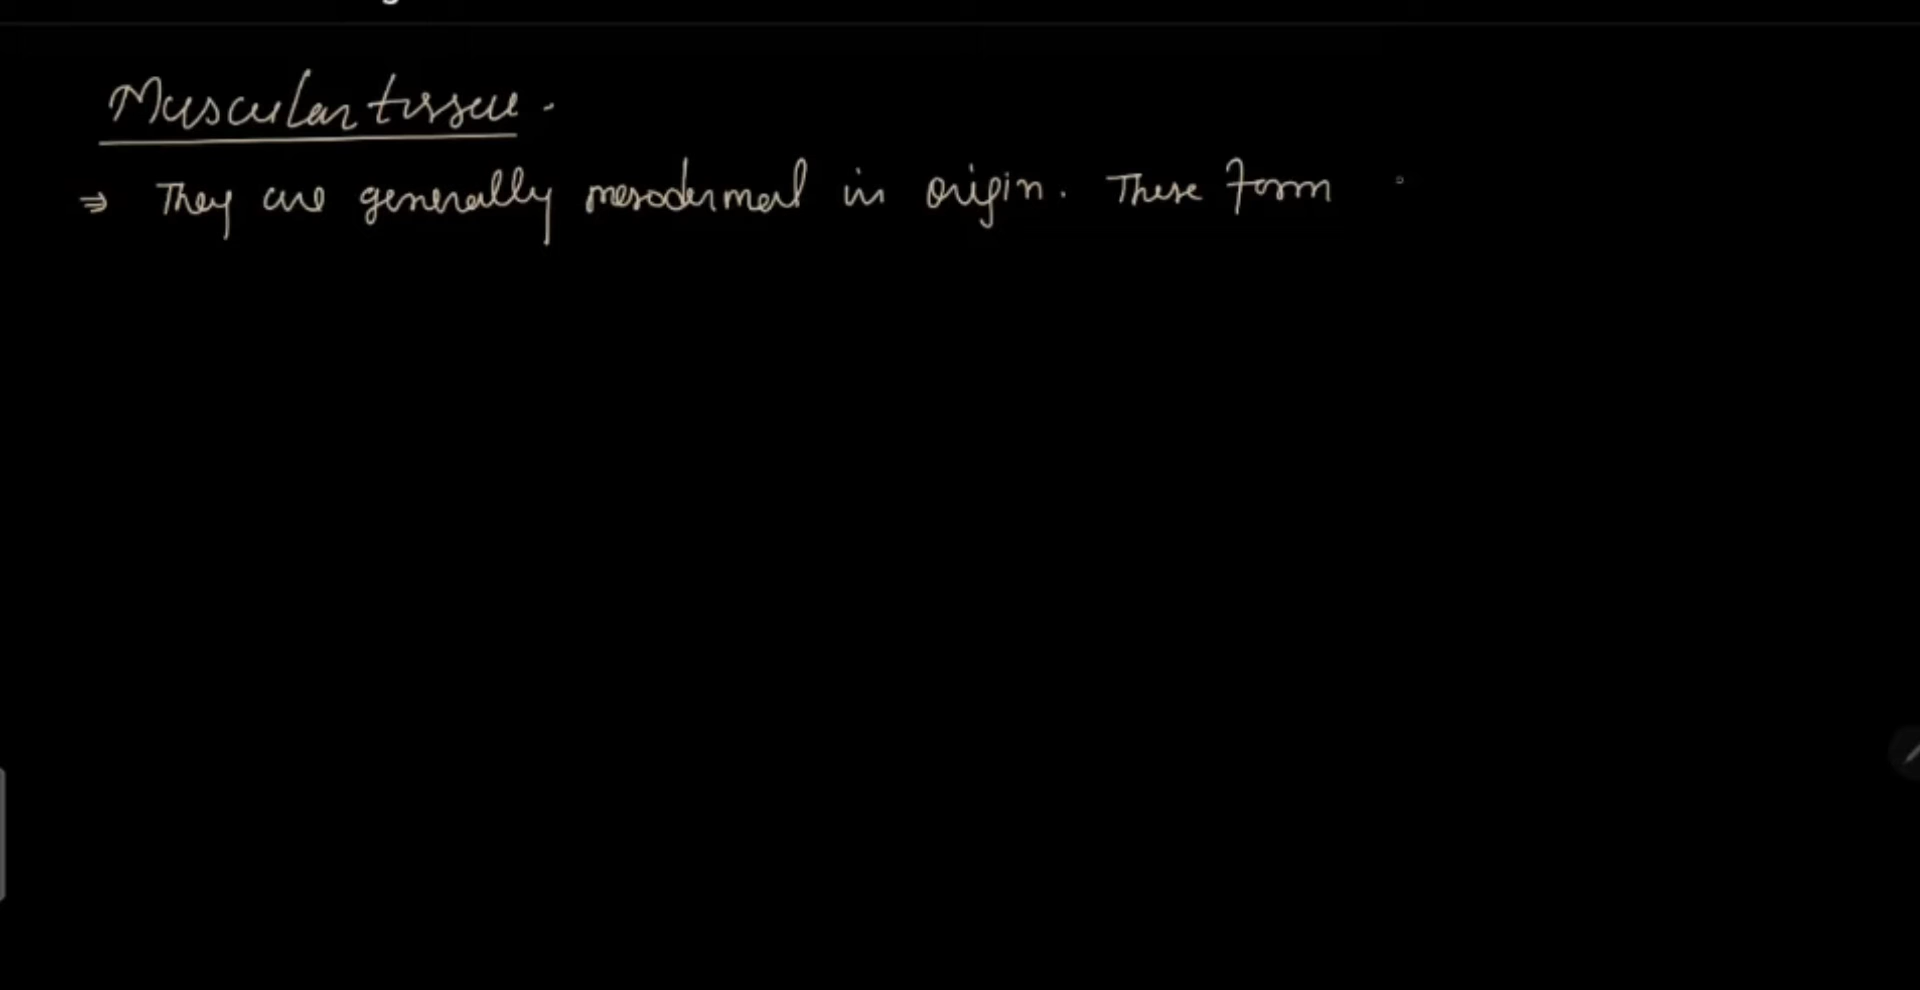 Muscular tissue.
⇒ They are generally mesodermal in origin. These form